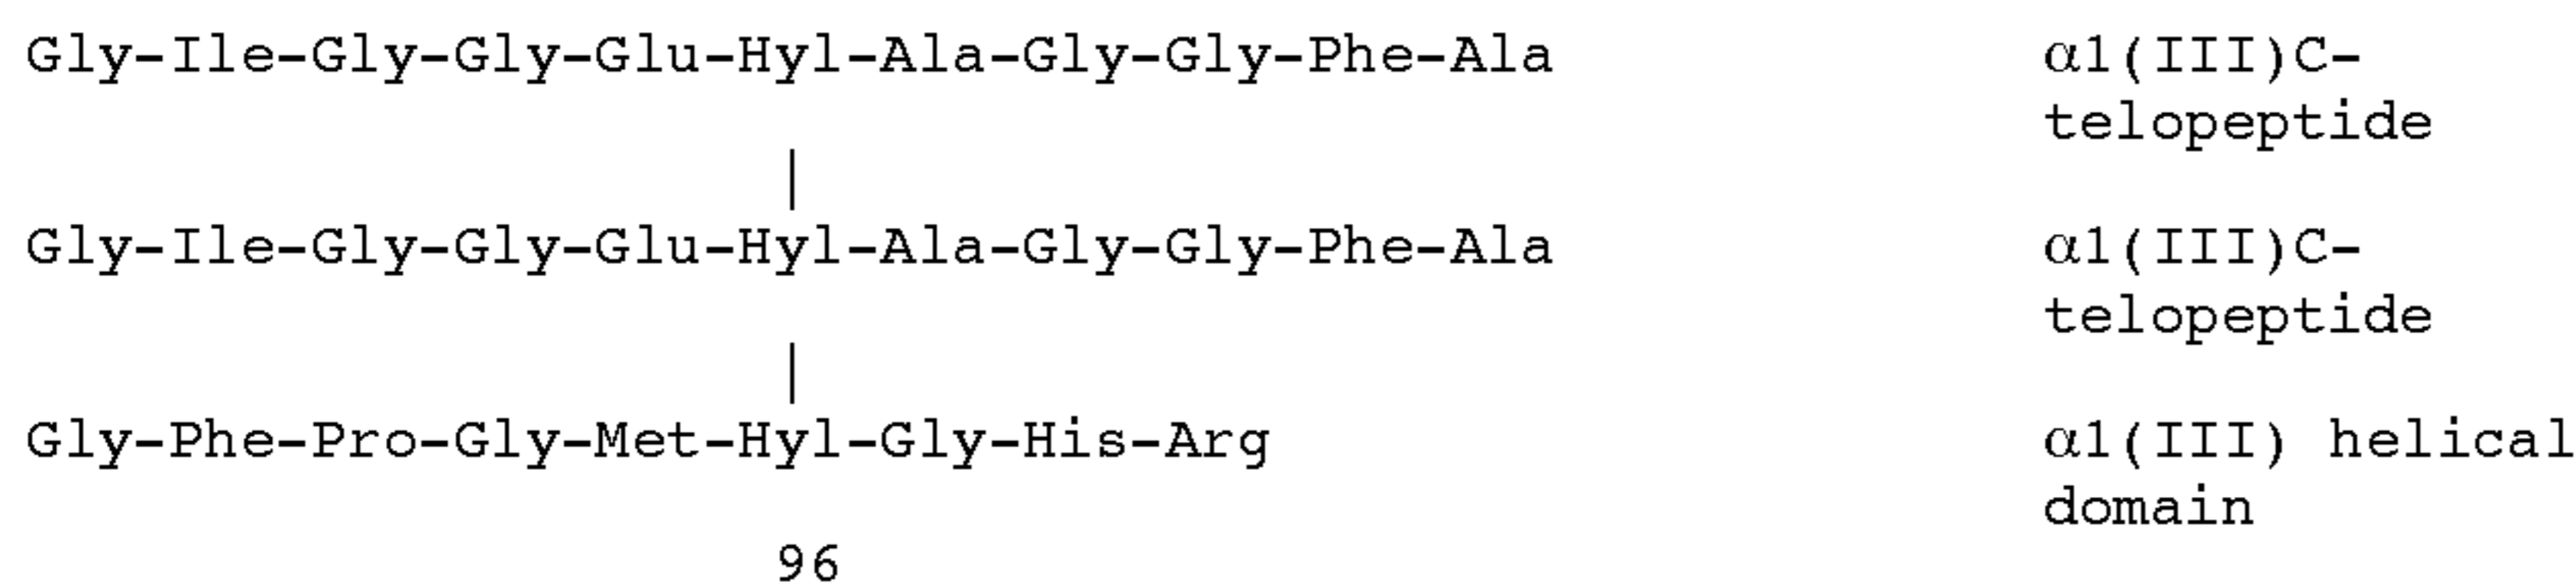 Gly-Ile-Gly-Gly-Glu-Hyl-Ala-Gly-Gly-Phe-Ala α1(III)C-
telopeptide
|
Gly-Ile-Gly-Gly-Glu-Hyl-Ala-Gly-Gly-Phe-Ala α1(III)C-
telopeptide
|
Gly-Phe-Pro-Gly-Met-Hyl-Gly-His-Arg α1(III) helical
domain
96